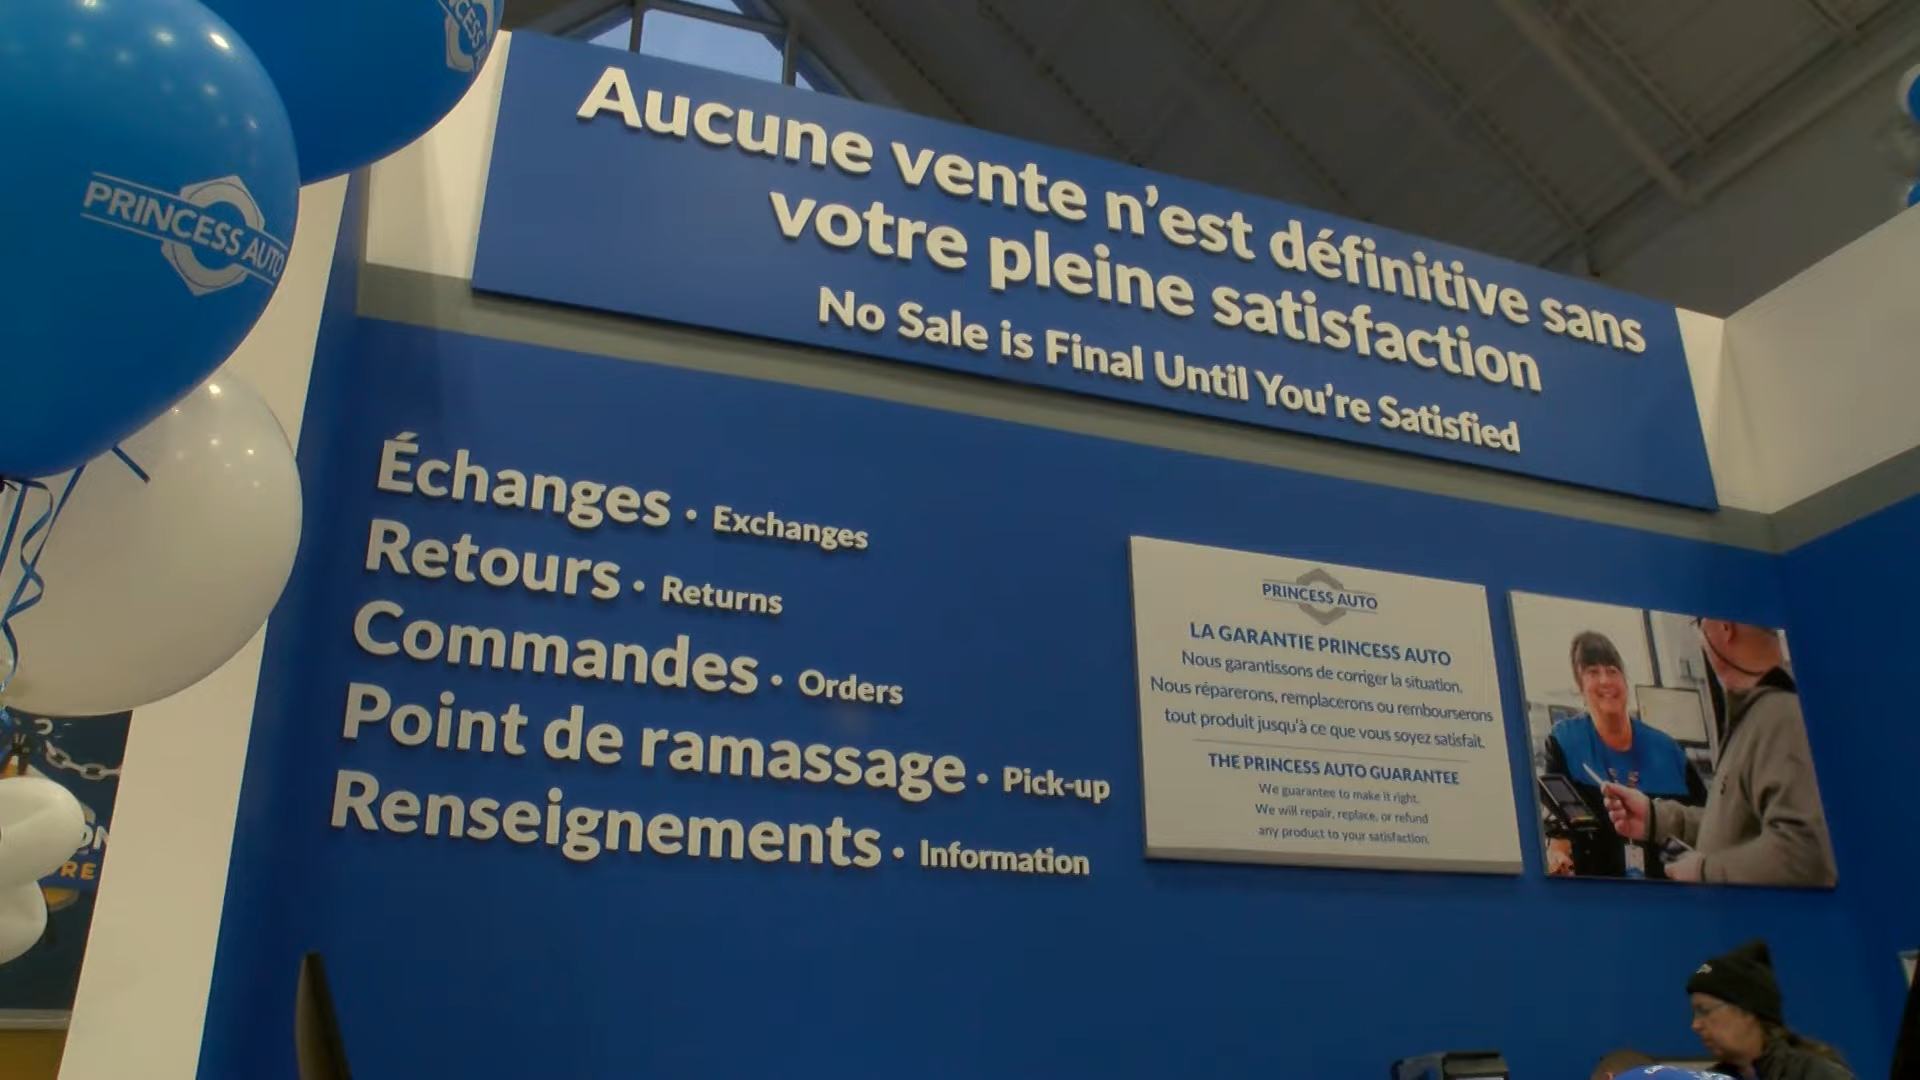 PRINCESS AUTO
Aucune vente n'est définitive sans
votre pleine satisfaction
No Sale is Final Until You're Satisfied
Échanges • Exchanges
Retours • Returns
Commandes • Orders
Point de ramassage • Pick-up
Renseignements • Information
PRINCESS AUTO
LA GARANTIE PRINCESS AUTO
Nous garantissons de corriger la situation.
Nous réparerons, remplacerons ou rembourserons
tout produit jusqu'à ce que vous soyez satisfait.
THE PRINCESS AUTO GUARANTEE
We guarantee to make it right.
We will repair, replace, or refund
any product to your satisfaction.